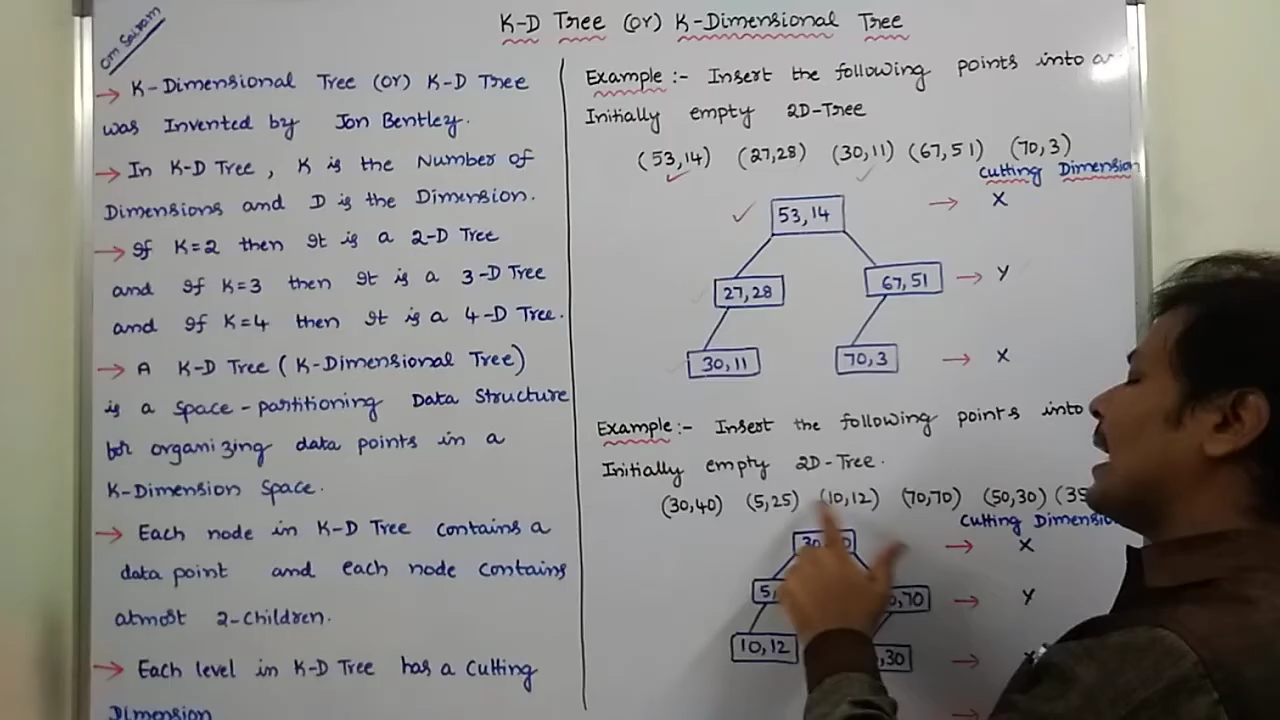 om Sairam
K-D Tree (or) K-Dimensional Tree
→ K-Dimensional Tree (or) K-D Tree
was Invented by Jon Bentley.
→ In K-D Tree, K is the Number of
Dimensions and D is the Dimension.
→ If K=2 then It is a 2-D Tree
and If K=3 then It is a 3-D Tree
and If K=4 then It is a 4-D Tree.
→ A K-D Tree (K-Dimensional Tree)
is a Space-partitioning Data Structure
for organizing data points in a
K-Dimension Space.
→ Each node in K-D Tree contains a
data point and each node contains
atmost 2-Children.
→ Each level in K-D Tree has a Cutting
Dimension
Example :- Insert the following points into
Initially empty 2D-Tree
(53,14) (27,28) (30,11) (67,51) (70,3)
Cutting Dimension
53,14 → X
27,28 67,51 → Y
30,11 70,3 → X
Example :- Insert the following points into
Initially empty 2D-Tree.
(30,40) (5,25) (10,12) (70,70) (50,30) (35
Cutting
→ X
5, ,70 → Y
10,12 ,30 →